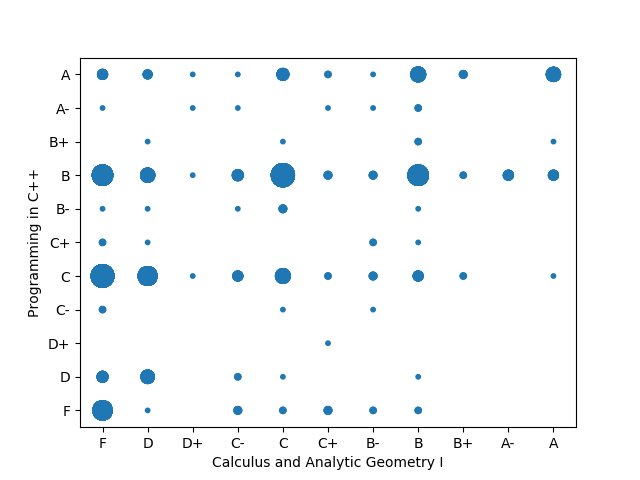 Programming in C++
A
A-
B+
B
B-
C+
C
C-
D+
D
F
F D D+ C- C C+ B- B B+ A- A
Calculus and Analytic Geometry I